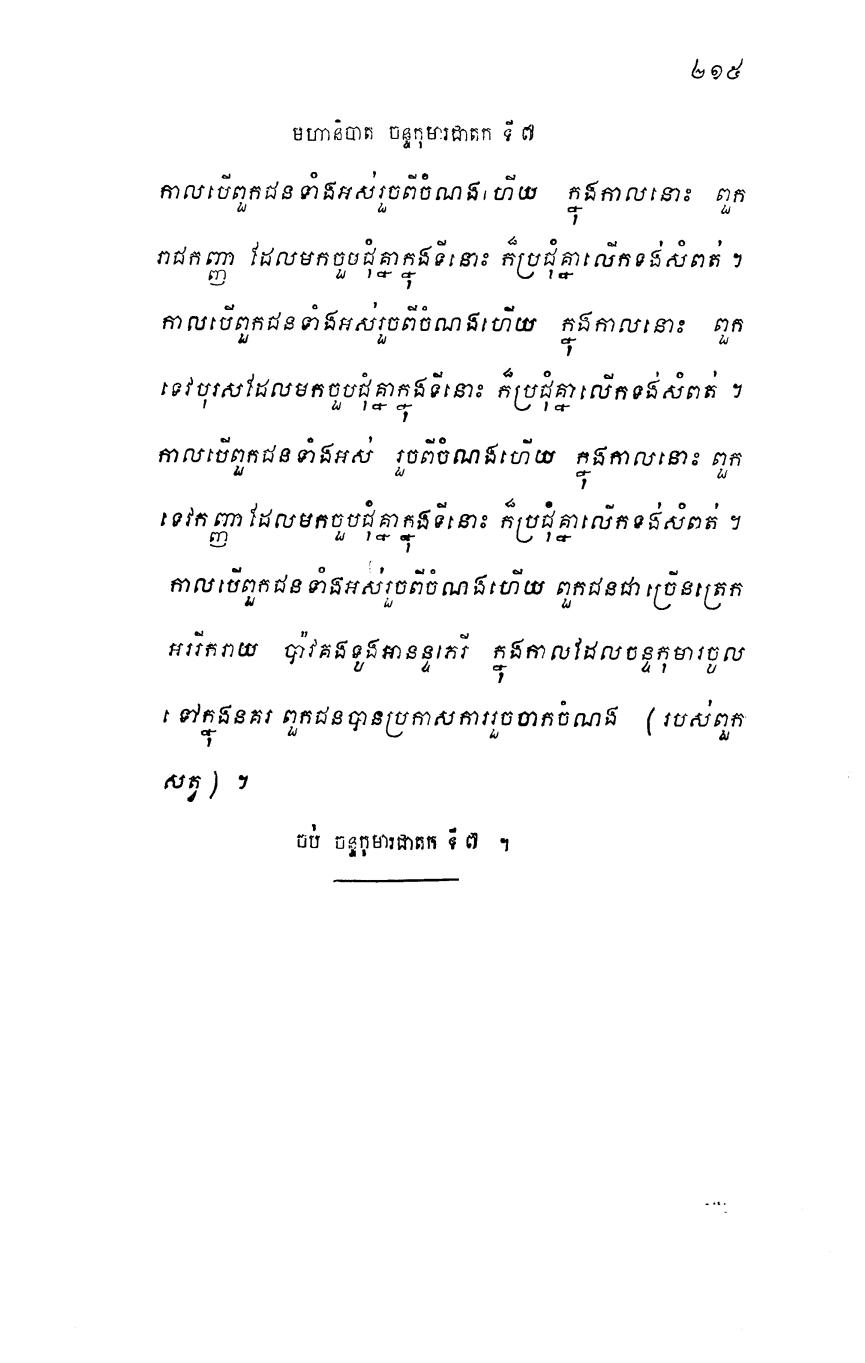 ២១៥
មហានិបាត ចន្ទកុមារជាតក ទី ៧
កាលបើពួកជនទាំងអស់រួចពីចំណងហើយ ក្នុងកាលនោះ ពួក
រាជកញ្ញា ដែលមកចួបជុំគ្នាក្នុងទីនោះ ក៏ប្រជុំគ្នាលើកទង់សំពត់ ។
កាលបើពួកជនទាំងអស់រួចពីចំណងហើយ ក្នុងកាលនោះ ពួក
ទេវបុរសដែលមកចួបជុំគ្នាក្នុងទីនោះ ក៏ប្រជុំគ្នាលើកទង់សំពត់ ។
កាលបើពួកជនទាំងអស់ រួចពីចំណងហើយ ក្នុងកាលនោះ ពួក
ទេវកញ្ញា ដែលមកចួបជុំគ្នាក្នុងទីនោះ ក៏ប្រជុំគ្នាលើកទង់សំពត់ ។
កាលបើពួកជនទាំងអស់រួចពីចំណងហើយ ពួកជនជាច្រើនត្រេក
អររីករាយ ប៉ាវគងទូងអានន្ទភេរី ក្នុងកាលដែលចន្ទកុមារចូល
ទៅក្នុងនគរ ពួកជនបានប្រកាសការរួចចាកចំណង (របស់ពួក
សត្វ) ។
ចប់ ចន្ទកុមារជាតក ទី ៧ ។